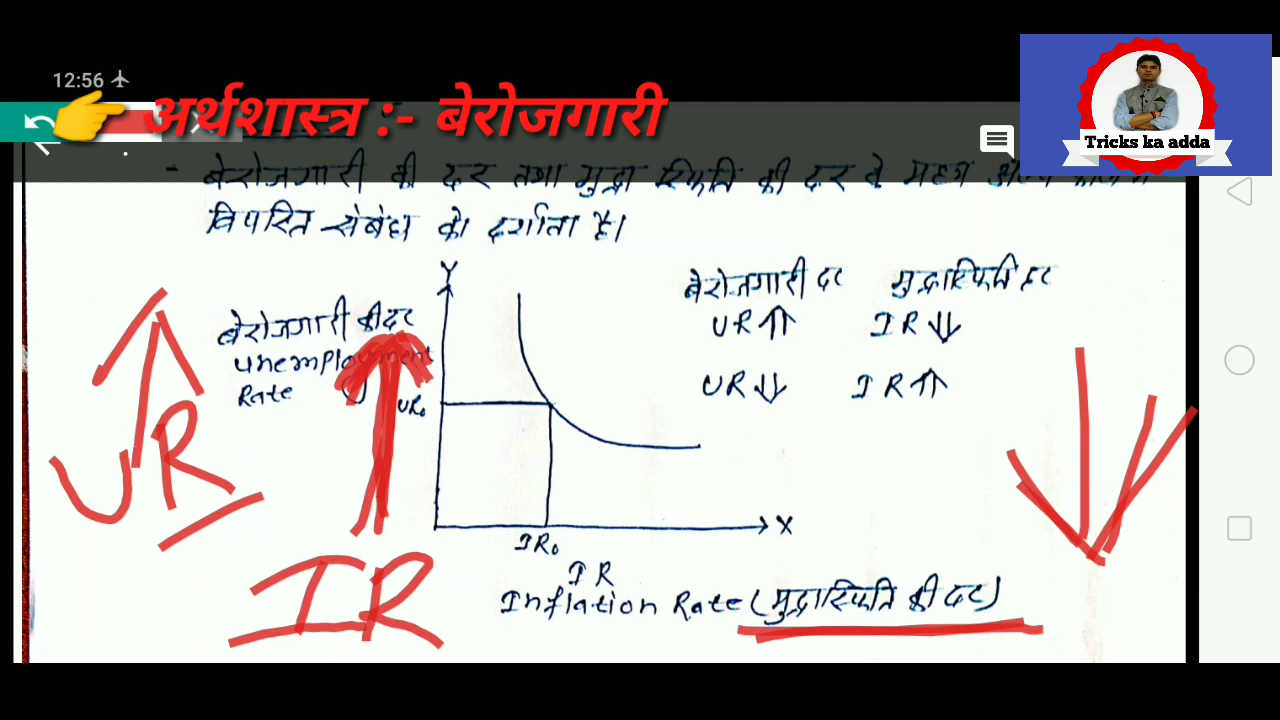 12:56
अर्थशास्त्र :- बेरोजगारी
Tricks ka adda
- बेरोजगारी की दर तथा मुद्रा स्फिति की दर के मध्य
विपरित संबंध को दर्शाता है।
Y
बेरोजगारी की दर
Unemployment
Rate
UR₀
बेरोजगारी दर मुद्रास्फिति दर
UR⇑ IR⇓
UR⇓ IR⇑
UR
IR
X
IR₀
IR
Inflation Rate (मुद्रास्फिति की दर)